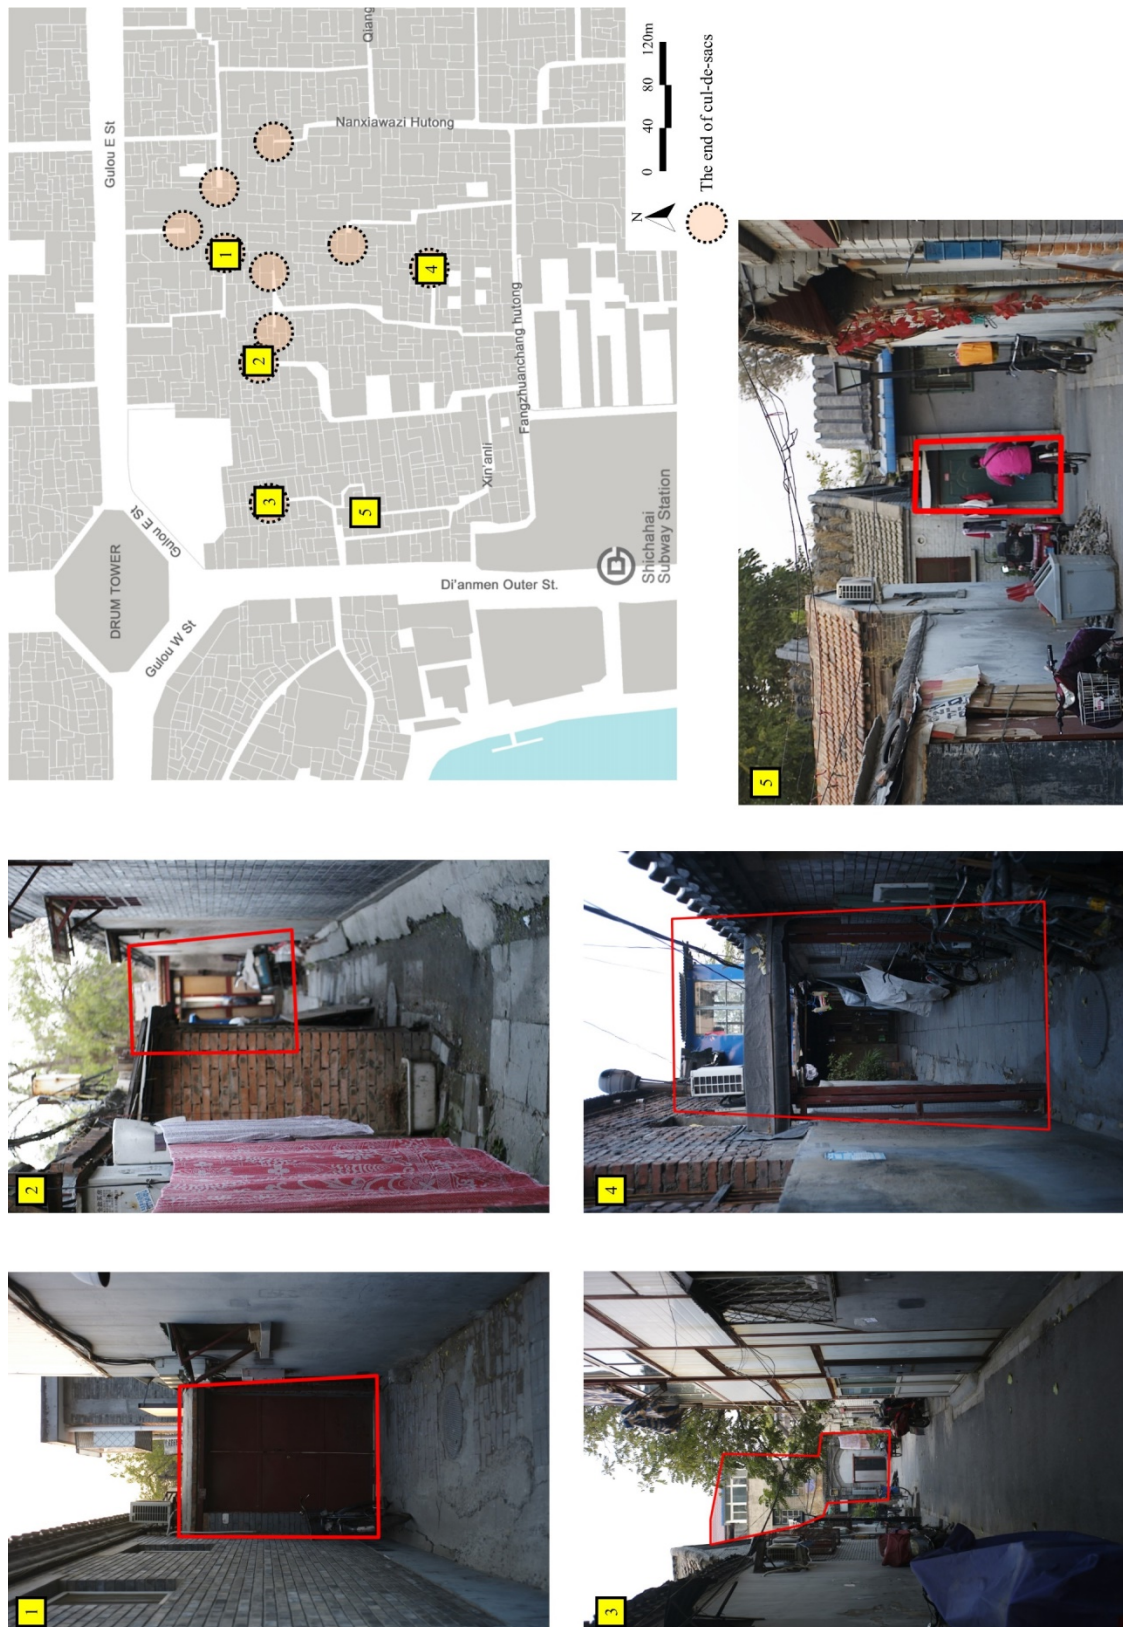 Gulou E St
Qiang
Nanxiawazi Hutong
1
2
3
4
5
DRUM TOWER
Gulou E St
Gulou W St
Di'anmen Outer St.
Xin'anli
Fangzhuanchang hutong
Shichahai
Subway Station
N
0 40 80 120m
The end of cul-de-sacs
5
2
4
1
3